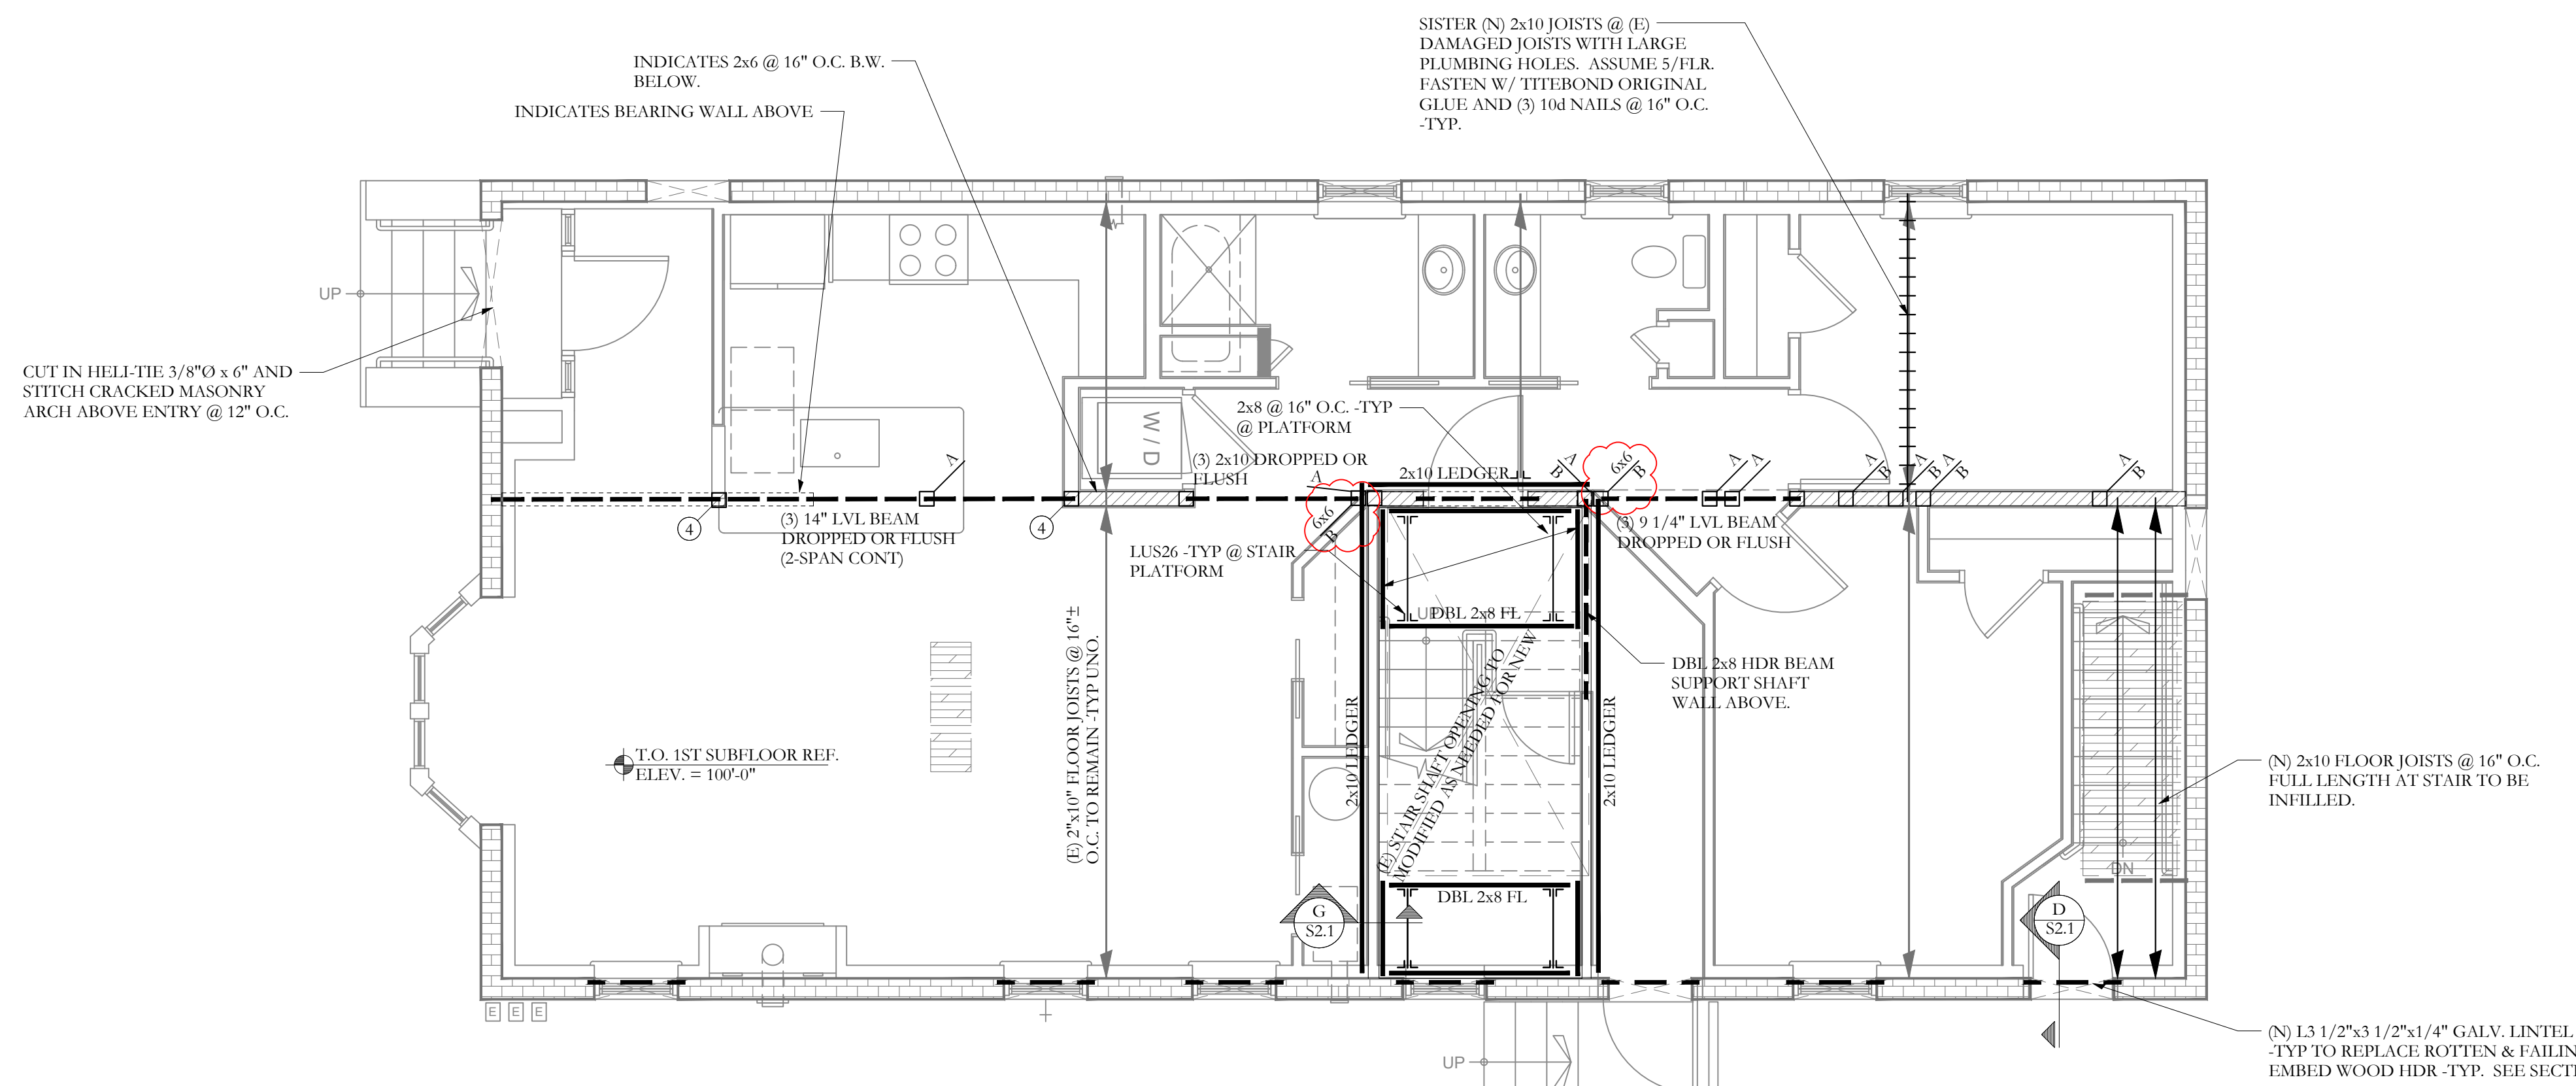 SISTER (N) 2x10 JOISTS @ (E)
DAMAGED JOISTS WITH LARGE
PLUMBING HOLES. ASSUME 5/FLR.
FASTEN W/ TITEBOND ORIGINAL
GLUE AND (3) 10d NAILS @ 16" O.C.
-TYP.
INDICATES 2x6 @ 16" O.C. B.W.
BELOW.
INDICATES BEARING WALL ABOVE
UP
CUT IN HELI-TIE 3/8"Ø x 6" AND
STITCH CRACKED MASONRY
ARCH ABOVE ENTRY @ 12" O.C.
W/D
2x8 @ 16" O.C. -TYP
@ PLATFORM
(3) 2x10 DROPPED OR
FLUSH
2x10 LEDGER
A
A
6x6
B
A
B
6x6
B
A
A
A
B
A
B
A
B
A
B
4
4
(3) 14" LVL BEAM
DROPPED OR FLUSH
(2-SPAN CONT)
(3) 9 1/4" LVL BEAM
DROPPED OR FLUSH
LUS26 -TYP @ STAIR
PLATFORM
UP
DBL 2x8 FL
(E) 2"x10" FLOOR JOISTS @ 16"±
O.C. TO REMAIN -TYP UNO.
2x10 LEDGER
(E) STAIR SHAFT OPENING TO
MODIFIED AS NEEDED FOR NEW
2x10 LEDGER
DBL 2x8 HDR BEAM
SUPPORT SHAFT
WALL ABOVE.
T.O. 1ST SUBFLOOR REF.
ELEV. = 100'-0"
(N) 2x10 FLOOR JOISTS @ 16" O.C.
FULL LENGTH AT STAIR TO BE
INFILLED.
DN
DBL 2x8 FL
G
S2.1
D
S2.1
E E E
UP
(N) L3 1/2"x3 1/2"x1/4" GALV. LINTEL
-TYP TO REPLACE ROTTEN & FAILIN
EMBED WOOD HDR -TYP. SEE SECT